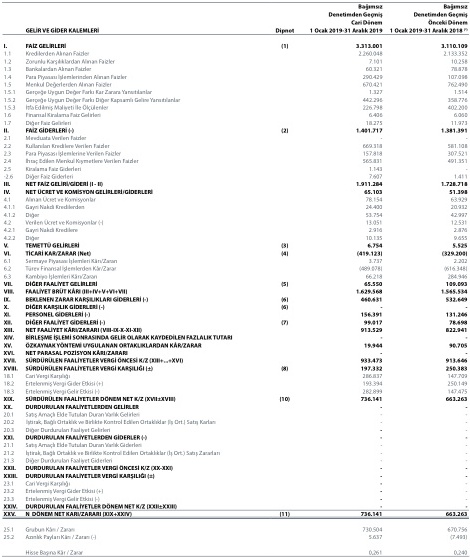 Bağımsız Bağımsız
Denetimden Geçmiş Denetimden Geçmiş
Cari Dönem Önceki Dönem
GELİR VE GİDER KALEMLERİ Dipnot 1 Ocak 2019-31 Aralık 2019 1 Ocak 2018-31 Aralık 2018 (*)
I. FAİZ GELİRLERİ (1) 3.313.001 3.110.109
1.1 Kredilerden Alınan Faizler 2.260.048 2.133.352
1.2 Zorunlu Karşılıklardan Alınan Faizler 7.101 10.258
1.3 Bankalardan Alınan Faizler 60.321 78.878
1.4 Para Piyasası İşlemlerinden Alınan Faizler 290.429 107.698
1.5 Menkul Değerlerden Alınan Faizler 670.421 762.490
1.5.1 Gerçeğe Uygun Değer Farkı Kar Zarara Yansıtılanlar 1.327 1.514
1.5.2 Gerçeğe Uygun Değer Farkı Diğer Kapsamlı Gelire Yansıtılanlar 442.296 358.776
1.5.3 İtfa Edilmiş Maliyeti İle Ölçülenler 226.798 402.200
1.6 Finansal Kiralama Faiz Gelirleri 6.406 6.060
1.7 Diğer Faiz Gelirleri 18.275 11.973
II. FAİZ GİDERLERİ (-) (2) 1.401.717 1.381.391
2.1 Mevduata Verilen Faizler - -
2.2 Kullanılan Kredilere Verilen Faizler 669.318 581.108
2.3 Para Piyasası İşlemlerine Verilen Faizler 157.818 307.521
2.4 İhraç Edilen Menkul Kıymetlere Verilen Faizler 565.831 491.351
2.5 Kiralama Faiz Giderleri 1.143 -
2.6 Diğer Faiz Giderleri 7.607 1.411
III. NET FAİZ GELİRİ/GİDERİ (I - II) 1.911.284 1.728.718
IV. NET ÜCRET VE KOMİSYON GELİRLERİ/GİDERLERİ 65.103 51.398
4.1 Alınan Ücret ve Komisyonlar 78.154 63.929
4.1.1 Gayri Nakdi Kredilerden 24.400 20.932
4.1.2 Diğer 53.754 42.997
4.2 Verilen Ücret ve Komisyonlar (-) 13.051 12.531
4.2.1 Gayri Nakdi Kredilere 2.916 2.876
4.2.2 Diğer 10.135 9.655
V. TEMETTÜ GELİRLERİ (3) 6.754 5.525
VI. TİCARİ KAR/ZARAR (Net) (4) (419.123) (329.200)
6.1 Sermaye Piyasası İşlemleri Kârı/Zararı 3.737 2.202
6.2 Türev Finansal İşlemlerden Kâr/Zarar (489.078) (616.348)
6.3 Kambiyo İşlemleri Kârı/Zararı 66.218 284.946
VII. DİĞER FAALİYET GELİRLERİ (5) 65.550 109.093
VIII. FAALİYET BRÜT KÂRI (III+IV+V+VI+VII) 1.629.568 1.565.534
IX. BEKLENEN ZARAR KARŞILIKLARI GİDERLERİ (-) (6) 460.631 532.649
X. DİĞER KARŞILIK GİDERLERİ (-) (6) - -
XI. PERSONEL GİDERLERİ (-) 156.391 131.246
XII. DİĞER FAALİYET GİDERLERİ (-) (7) 99.017 78.698
XIII. NET FAALİYET KÂRI/ZARARI (VIII-IX-X-XI-XII) 913.529 822.941
XIV. BİRLEŞME İŞLEMİ SONRASINDA GELİR OLARAK KAYDEDİLEN FAZLALIK TUTARI - -
XV. ÖZKAYNAK YÖNTEMİ UYGULANAN ORTAKLIKLARDAN KÂR/ZARAR 19.944 90.705
XVI. NET PARASAL POZİSYON KÂRI/ZARARI - -
XVII. SÜRDÜRÜLEN FAALİYETLER VERGİ ÖNCESİ K/Z (XIII+...+XVI) 933.473 913.646
XVIII. SÜRDÜRÜLEN FAALİYETLER VERGİ KARŞILIĞI (±) (8) 197.332 250.383
18.1 Cari Vergi Karşılığı 286.837 147.709
18.2 Ertelenmiş Vergi Gider Etkisi (+) 193.394 250.149
18.3 Ertelenmiş Vergi Gelir Etkisi (-) 282.899 147.475
XIX. SÜRDÜRÜLEN FAALİYETLER DÖNEM NET K/Z (XVII±XVIII) (10) 736.141 663.263
XX. DURDURULAN FAALİYETLERDEN GELİRLER - -
20.1 Satış Amaçlı Elde Tutulan Duran Varlık Gelirleri - -
20.2 İştirak, Bağlı Ortaklık ve Birlikte Kontrol Edilen Ortaklıklar (İş Ort.) Satış Karları - -
20.3 Diğer Durdurulan Faaliyet Gelirleri - -
XXI. DURDURULAN FAALİYETLERDEN GİDERLER (-) - -
21.1 Satış Amaçlı Elde Tutulan Duran Varlık Giderleri - -
21.2 İştirak, Bağlı Ortaklık ve Birlikte Kontrol Edilen Ortaklıklar (İş Ort.) Satış Zararları - -
21.3 Diğer Durdurulan Faaliyet Giderleri - -
XXII. DURDURULAN FAALİYETLER VERGİ ÖNCESİ K/Z (XX-XXI) - -
XXIII. DURDURULAN FAALİYETLER VERGİ KARŞILIĞI (±) - -
23.1 Cari Vergi Karşılığı - -
23.2 Ertelenmiş Vergi Gider Etkisi (+) - -
23.3 Ertelenmiş Vergi Gelir Etkisi (-) - -
XXIV. DURDURULAN FAALİYETLER DÖNEM NET K/Z (XXII±XXIII) - -
XXV. N DÖNEM NET KARI/ZARARI (XIX+XXIV) (11) 736.141 663.263
25.1 Grubun Kârı / Zararı 730.504 670.756
25.2 Azınlık Payları Kârı / Zararı (-) 5.637 (7.493)
Hisse Başına Kâr / Zarar 0,261 0,240